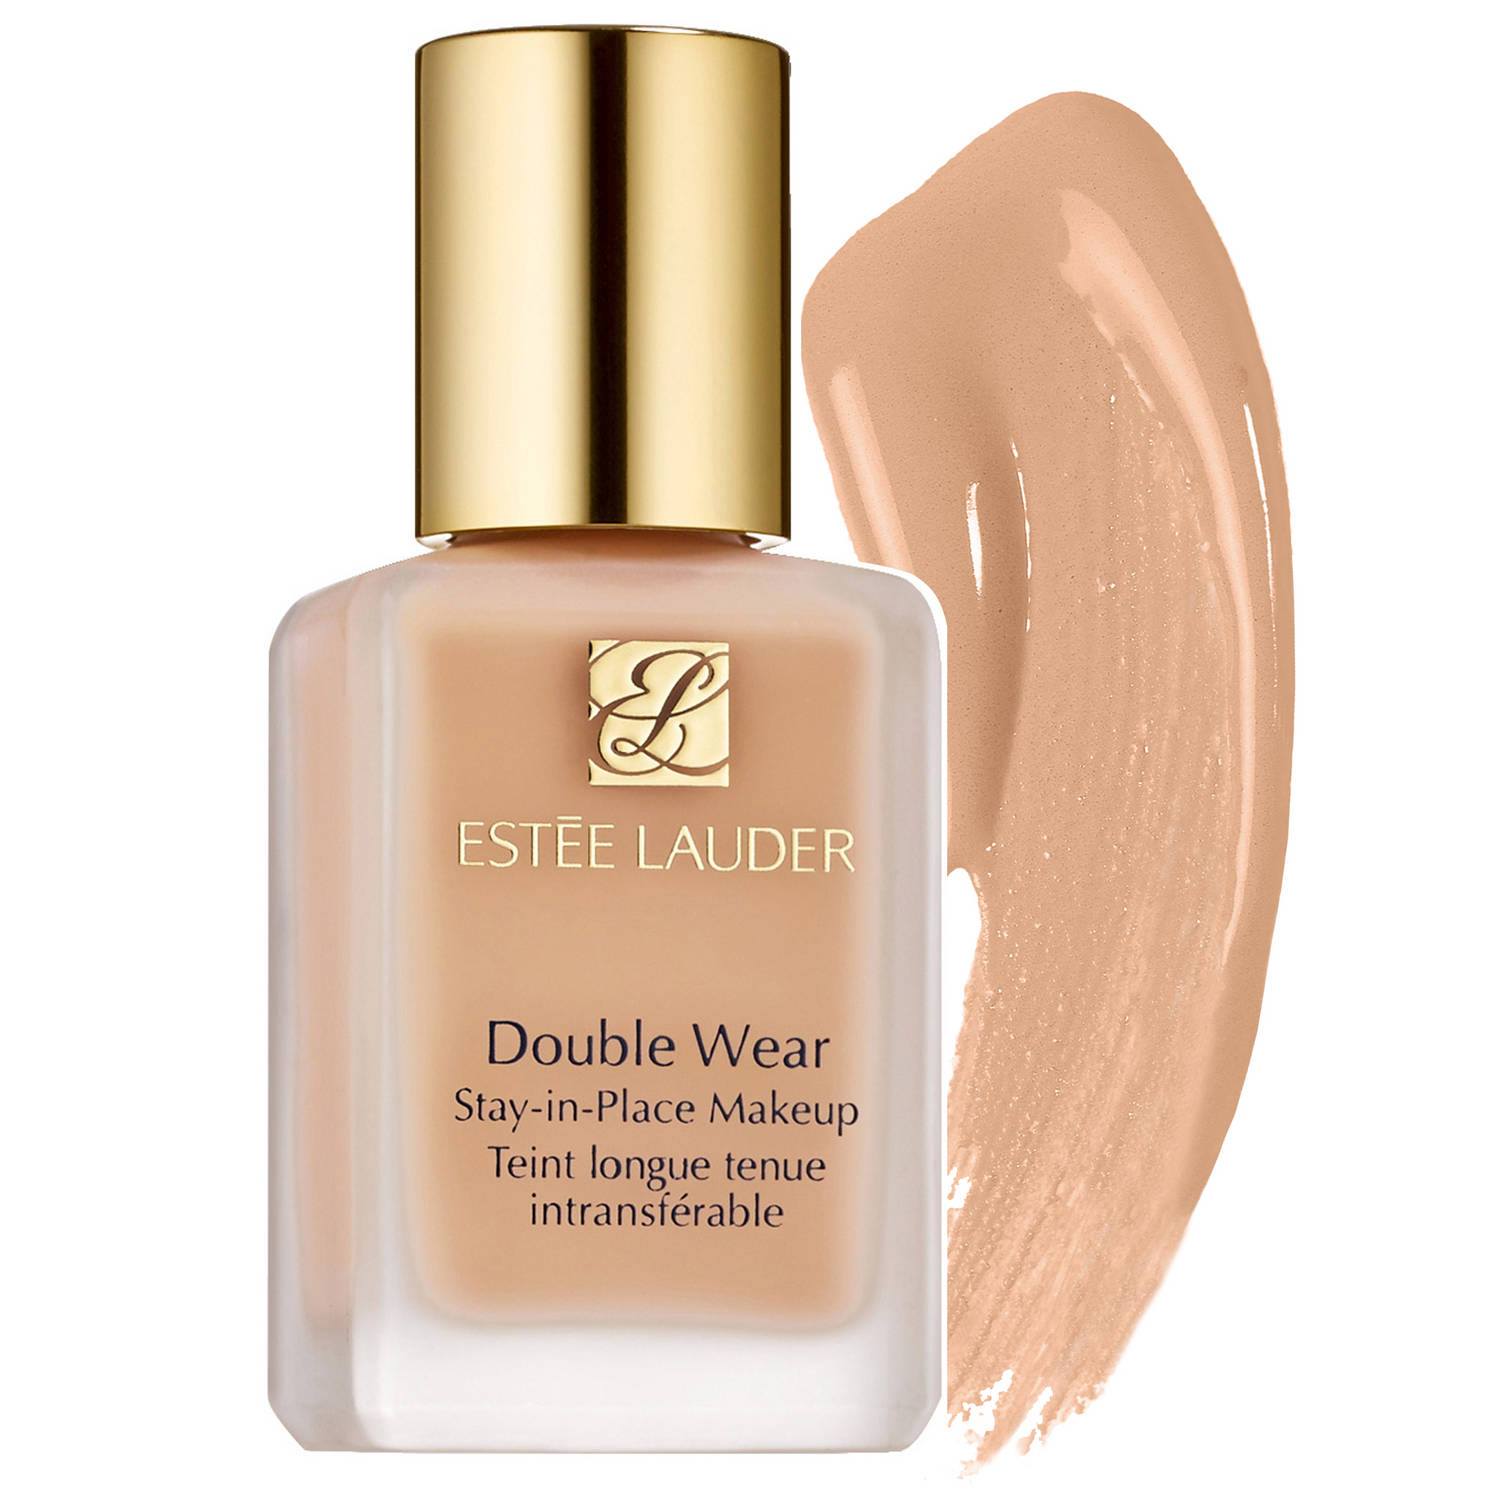 ESTĒE LAUDER
Double Wear
Stay-in-Place Makeup
Teint longue tenue
intransférable